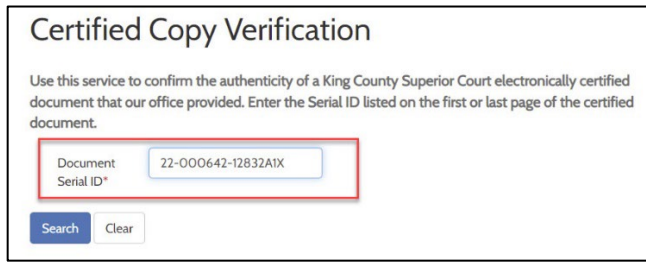 Certified Copy Verification
Use this service to confirm the authenticity of a King County Superior Court electronically certified
document that our office provided. Enter the Serial ID listed on the first or last page of the certified
document.
Document 22-000642-12832A1X
Serial ID*
Search Clear